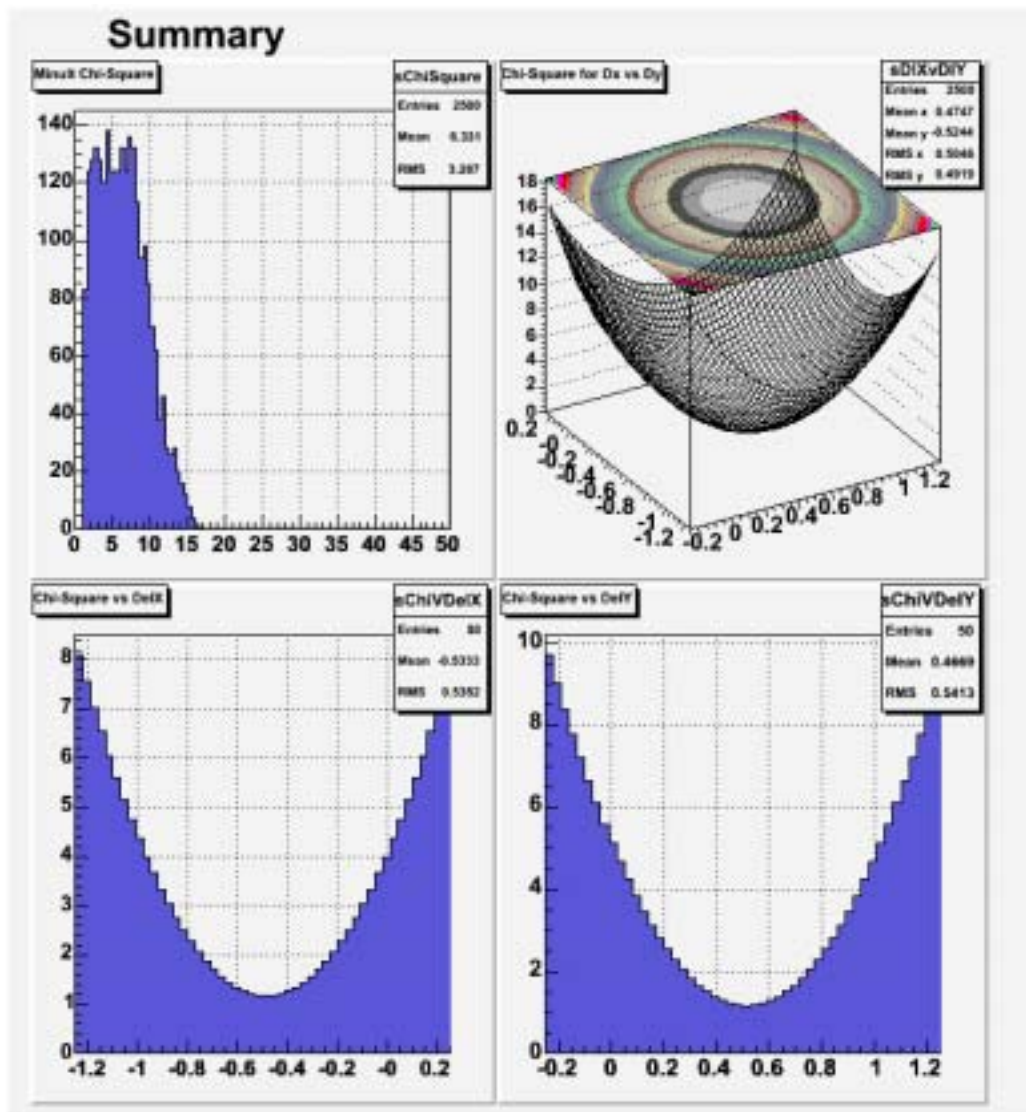 Summary
Minuit Chi-Square
sChiSquare
Entries 2500
Mean 6.331
RMS 3.287
140
120
100
80
60
40
20
0
0 5 10 15 20 25 30 35 40 45 50
Chi-Square for Dx vs Dy
sDlXvDlY
Entries 2500
Mean x 0.4747
Mean y -0.5244
RMS x 0.5048
RMS y 0.4919
18
16
14
12
10
8
6
4
2
0
0.2 -0 -0.2 -0.4 -0.6 -0.8 -1 -1.2
-0.2 0 0.2 0.4 0.6 0.8 1 1.2
Chi-Square vs DelX
sChiVDelX
Entries 50
Mean -0.5333
RMS 0.5352
8
7
6
5
4
3
2
1
0
-1.2 -1 -0.8 -0.6 -0.4 -0.2 0 0.2
Chi-Square vs DelY
sChiVDelY
Entries 50
Mean 0.4669
RMS 0.5413
10
8
6
4
2
0
-0.2 0 0.2 0.4 0.6 0.8 1 1.2